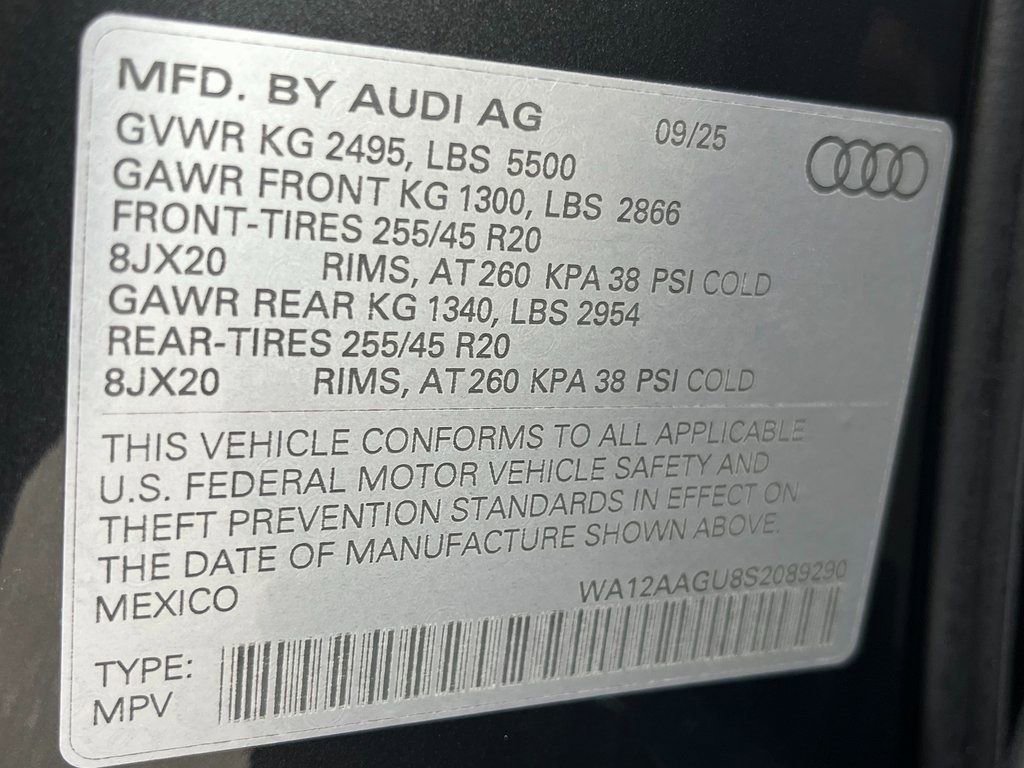 MFD. BY AUDI AG 09/25
GVWR KG 2495, LBS 5500
GAWR FRONT KG 1300, LBS 2866
FRONT-TIRES 255/45 R20
8JX20 RIMS, AT 260 KPA 38 PSI COLD
GAWR REAR KG 1340, LBS 2954
REAR-TIRES 255/45 R20
8JX20 RIMS, AT 260 KPA 38 PSI COLD
THIS VEHICLE CONFORMS TO ALL APPLICABLE
U.S. FEDERAL MOTOR VEHICLE SAFETY AND
THEFT PREVENTION STANDARDS IN EFFECT ON
THE DATE OF MANUFACTURE SHOWN ABOVE.
MEXICO WA12AAGU8S2089290
TYPE:
MPV